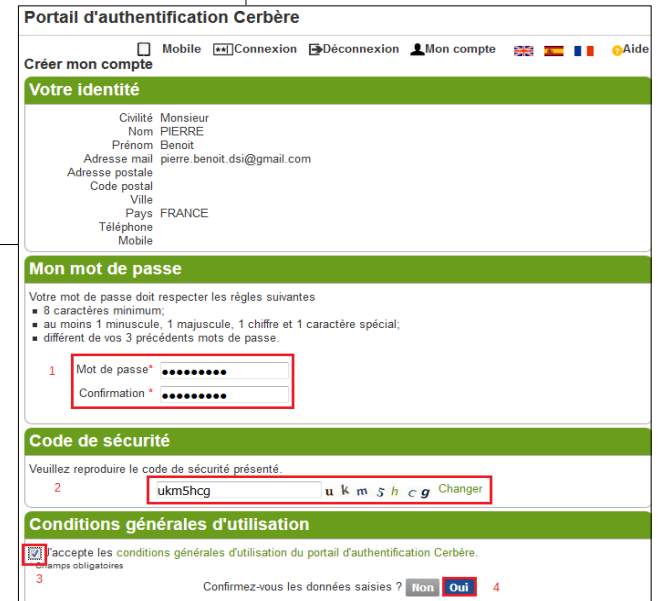 Portail d'authentification Cerbère
Mobile Connexion Déconnexion Mon compte Aide
Créer mon compte
Votre identité
Civilité Monsieur
Nom PIERRE
Prénom Benoit
Adresse mail pierre.benoit.dsi@gmail.com
Adresse postale
Code postal
Ville
Pays FRANCE
Téléphone
Mobile
Mon mot de passe
Votre mot de passe doit respecter les règles suivantes
8 caractères minimum;
au moins 1 minuscule, 1 majuscule, 1 chiffre et 1 caractère spécial;
différent de vos 3 précédents mots de passe.
1 Mot de passe* ●●●●●●●●●
Confirmation * ●●●●●●●●●
Code de sécurité
Veuillez reproduire le code de sécurité présenté.
2 ukm5hcg u k m 5 h c g Changer
Conditions générales d'utilisation
J'accepte les conditions générales d'utilisation du portail d'authentification Cerbère.
Champs obligatoires
3
Confirmez-vous les données saisies ? Non Oui 4